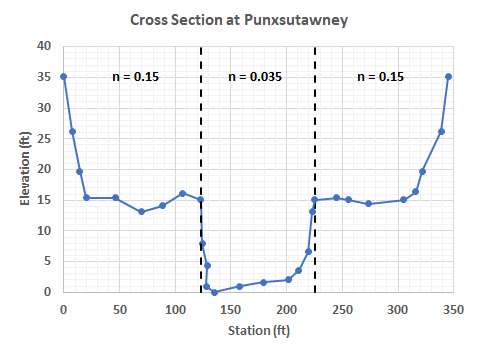 Cross Section at Punxsutawney
40
35
30
25
20
15
10
5
0
Elevation (ft)
n = 0.15
n = 0.035
n = 0.15
0 50 100 150 200 250 300 350
Station (ft)